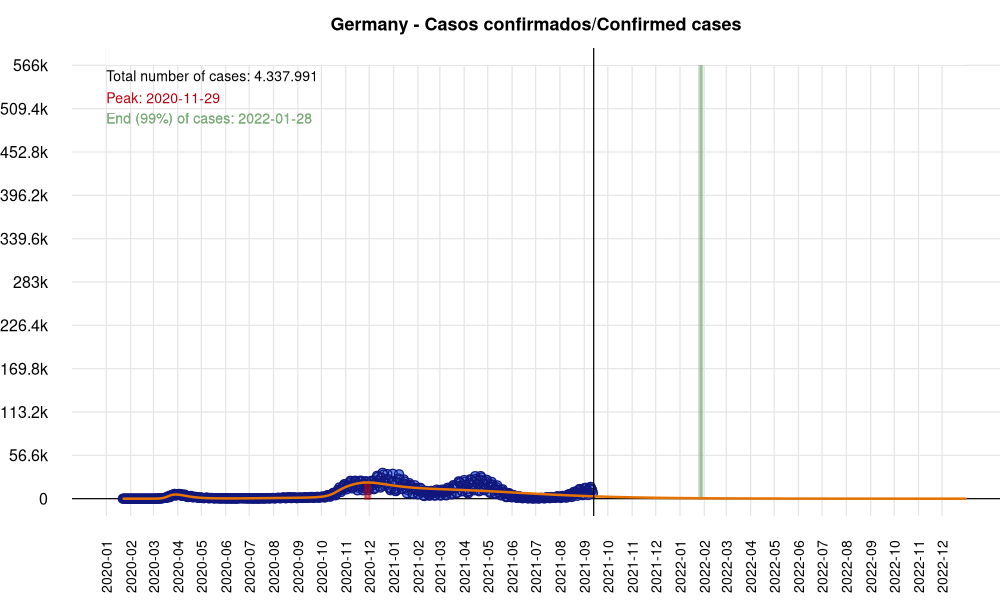 Germany - Casos confirmados/Confirmed cases
566k
Total number of cases: 4.337.991
Peak: 2020-11-29
509.4k
End (99%) of cases: 2022-01-28
452.8k
396.2k
339.6k
283k
226.4k
169.8k
113.2k
56.6k
0
2020-01
2020-02
2020-03
2020-04
2020-05
2020-06
2020-07
2020-08
2020-09
2020-10
2020-11
2020-12
2021-01
2021-02
2021-03
2021-04
2021-05
2021-06
2021-07
2021-08
2021-09
2021-10
2021-11
2021-12
2022-01
2022-02
2022-03
2022-04
2022-05
2022-06
2022-07
2022-08
2022-09
2022-10
2022-11
2022-12